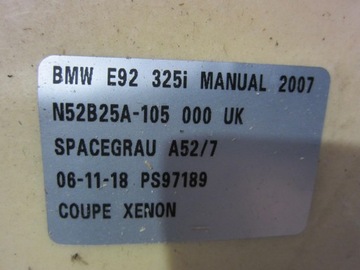 BMW E92 325i MANUAL 2007
N52B25A-105 000 UK
SPACEGRAU A52/7
06-11-18 PS97189
COUPE XENON